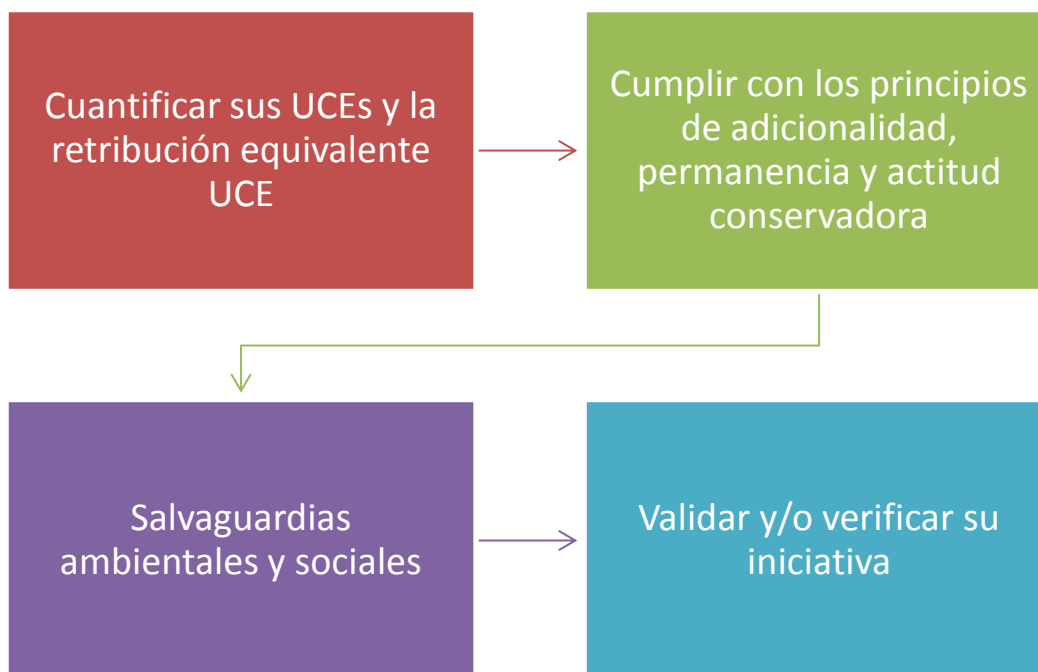 Cuantificar sus UCEs y la
retribución equivalente
UCE
Cumplir con los principios
de adicionalidad,
permanencia y actitud
conservadora
Salvaguardias
ambientales y sociales
Validar y/o verificar su
iniciativa